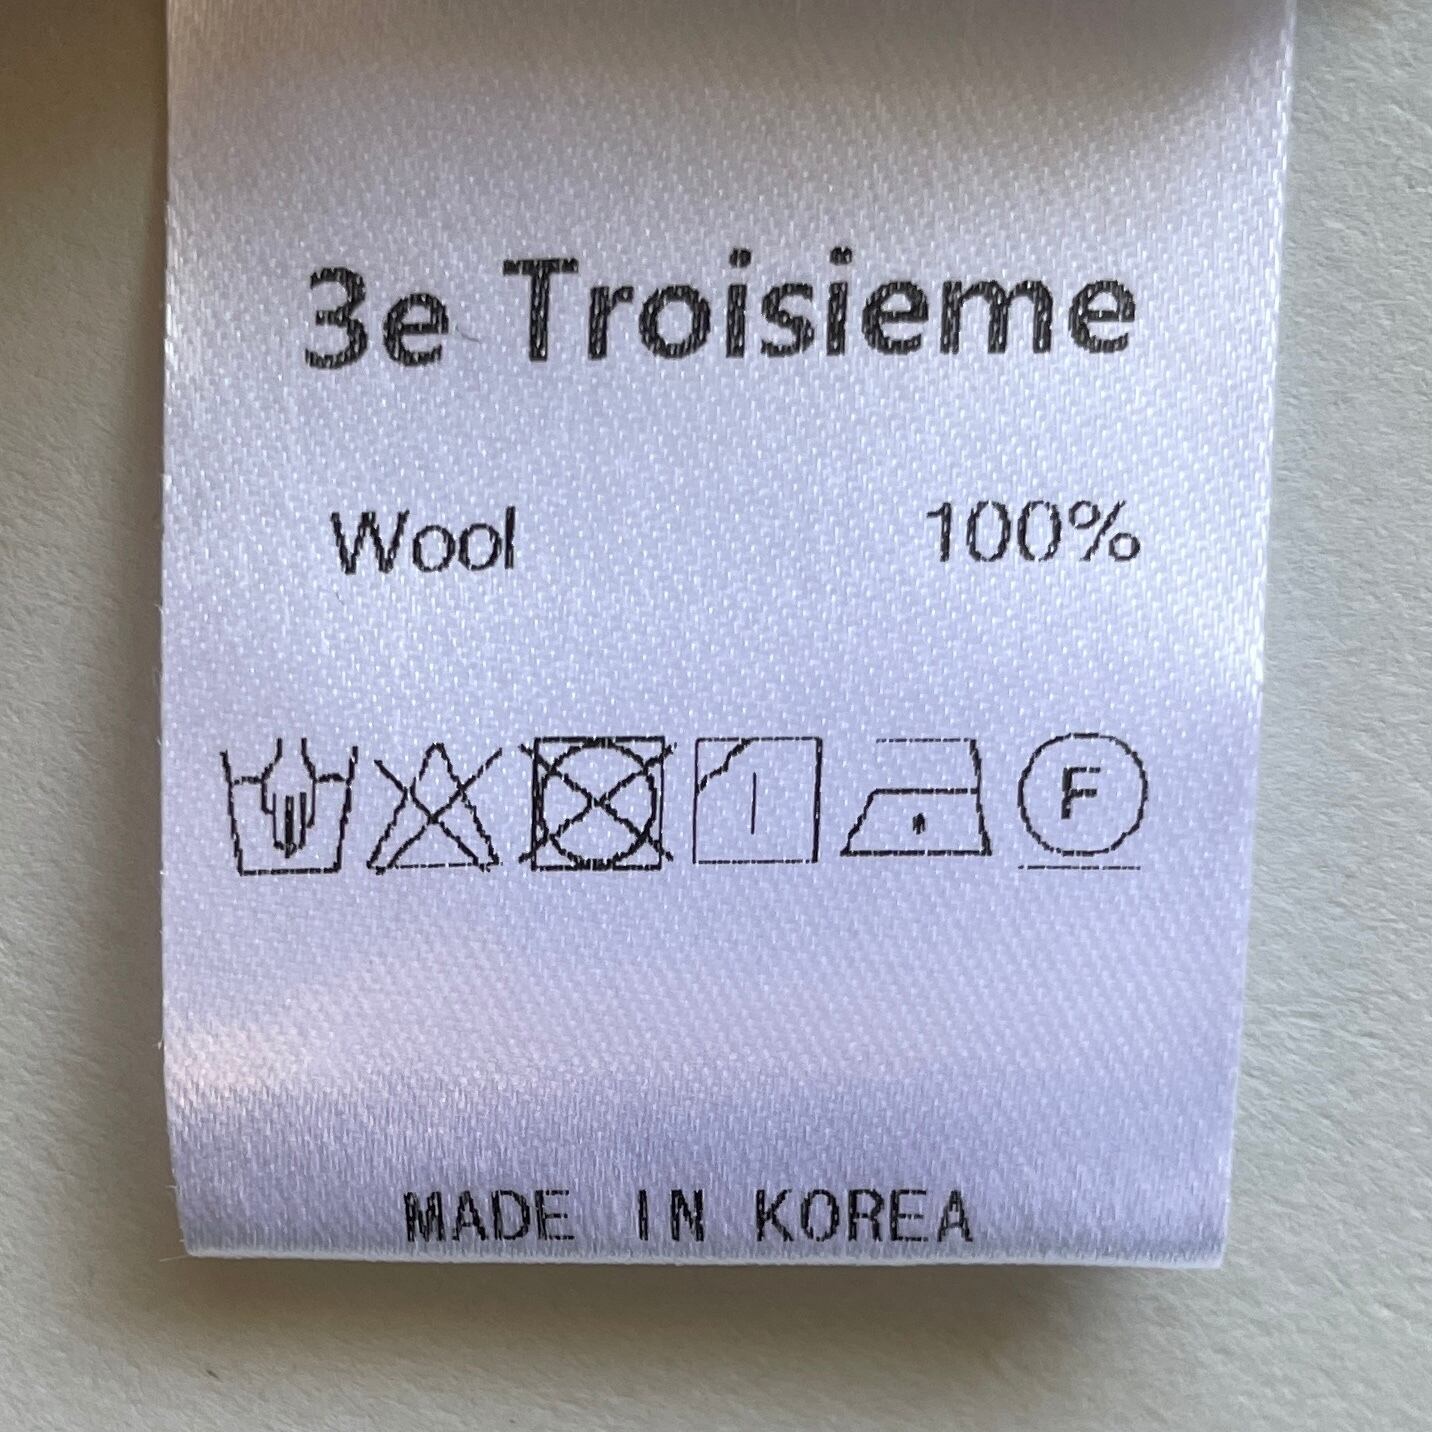 3e Troisieme
Wool 100%
F
MADE IN KOREA